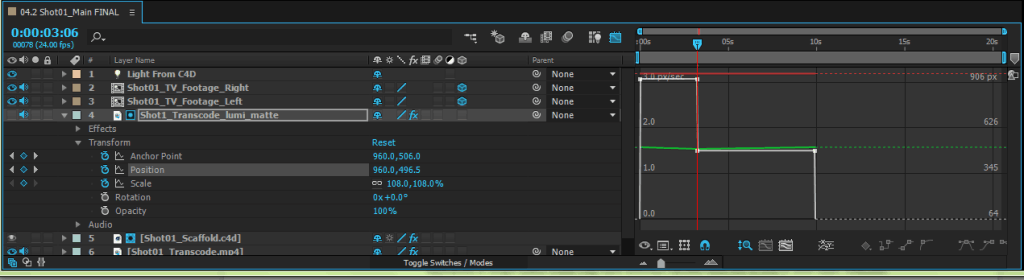 04.2 Shot01_Main FINAL
0:00:03:06
00078 (24.00 fps)
# Layer Name Parent
:00s 05s 10s 15s 20s
1 Light From C4D None
3.0 px/sec 906 px
2 Shot01_TV_Footage_Right None
3 Shot01_TV_Footage_Left None
4 [Shot1_Transcode_lumi_matte fx None
2.0 626
Effects
Transform Reset
Anchor Point 960.0,506.0
Position 960.0,496.5
1.0 345
Scale 108.0,108.0%
Rotation 0x+0.0°
Opacity 100%
0.0 64
Audio
5 [Shot01_Scaffold.c4d] fx None
6 [Shot01_Transcode.mp4] fx None
Toggle Switches / Modes